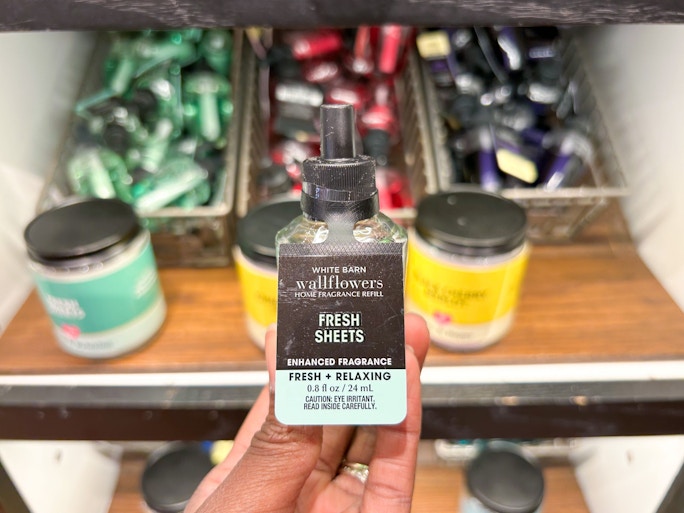 WHITE BARN
wallflowers
HOME FRAGRANCE REFILL
FRESH
SHEETS
ENHANCED FRAGRANCE
FRESH + RELAXING
0.8 fl oz / 24 mL
CAUTION: EYE IRRITANT.
READ INSIDE CAREFULLY.